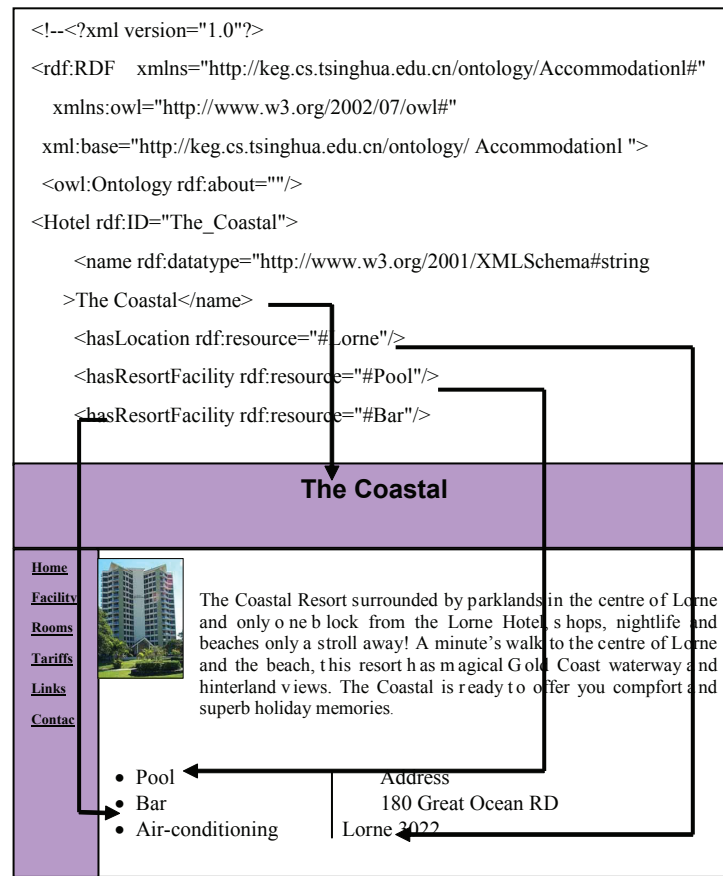 <!--<?xml version="1.0"?>
<rdf:RDF xmlns="http://keg.cs.tsinghua.edu.cn/ontology/Accommodationl#"
xmlns:owl="http://www.w3.org/2002/07/owl#"
xml:base="http://keg.cs.tsinghua.edu.cn/ontology/ Accommodationl ">
<owl:Ontology rdf:about=""/>
<Hotel rdf:ID="The_Coastal">
<name rdf:datatype="http://www.w3.org/2001/XMLSchema#string
>The Coastal</name>
<hasLocation rdf:resource="#Lorne"/>
<hasResortFacility rdf:resource="#Pool"/>
<hasResortFacility rdf:resource="#Bar"/>
The Coastal
Home
Facility
Rooms
Tariffs
Links
Contac
The Coastal Resort surrounded by parklands in the centre of Lorne
and only one block from the Lorne Hotel, shops, nightlife and
beaches only a stroll away! A minute's walk to the centre of Lorne
and the beach, this resort has magical Gold Coast waterway and
hinterland views. The Coastal is ready to offer you compfort and
superb holiday memories.
• Pool Address
• Bar 180 Great Ocean RD
• Air-conditioning Lorne 3022